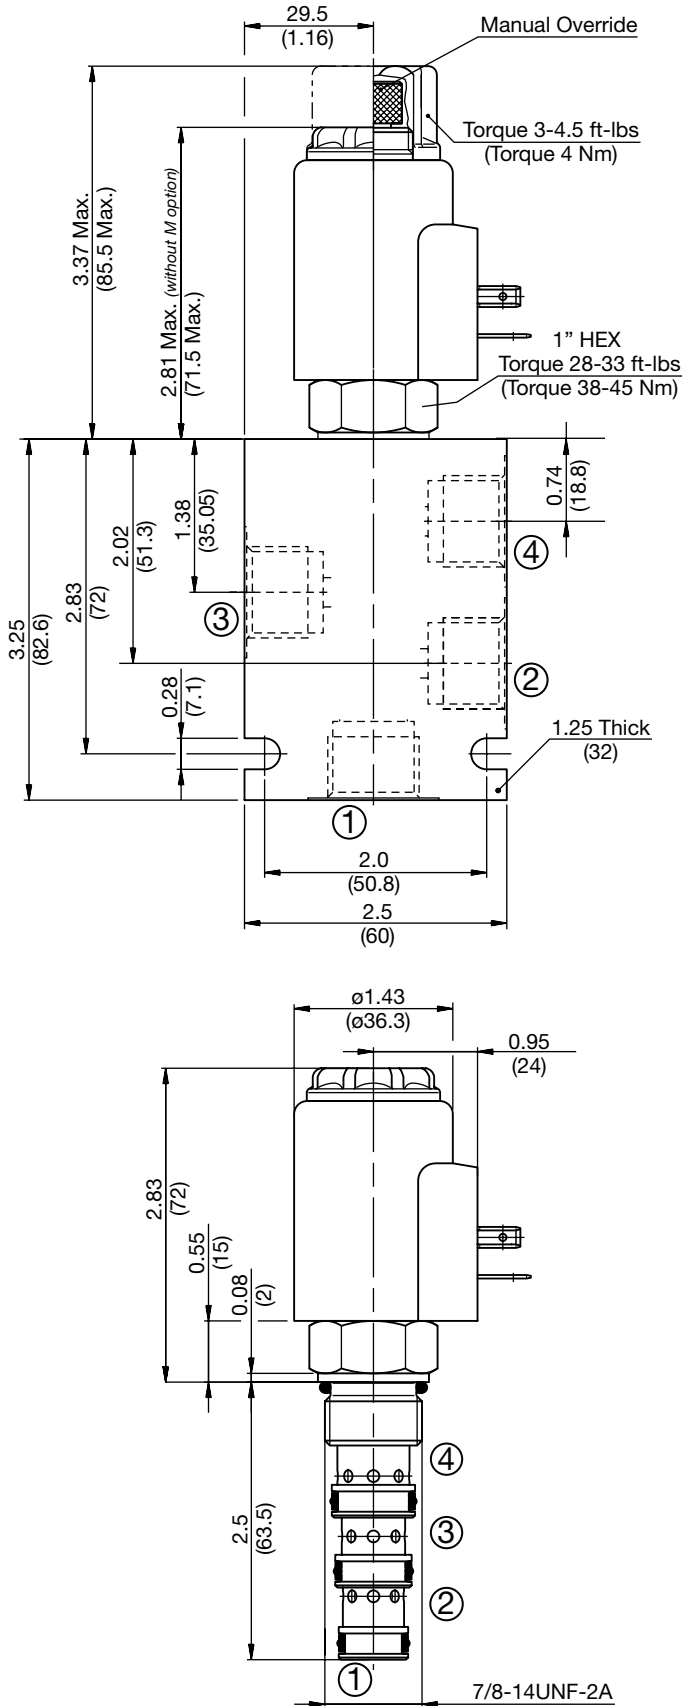 29.5
(1.16)
Manual Override
Torque 3-4.5 ft-lbs
(Torque 4 Nm)
3.37 Max.
(85.5 Max.)
2.81 Max. (without M option)
(71.5 Max.)
1” HEX
Torque 28-33 ft-lbs
(Torque 38-45 Nm)
0.74
(18.8)
1.38
(35.05)
2.02
(51.3)
2.83
(72)
3.25
(82.6)
0.28
(7.1)
4
3
2
1.25 Thick
(32)
1
2.0
(50.8)
2.5
(60)
ø1.43
(ø36.3)
0.95
(24)
2.83
(72)
0.55
(15)
0.08
(2)
2.5
(63.5)
4
3
2
1
7/8-14UNF-2A